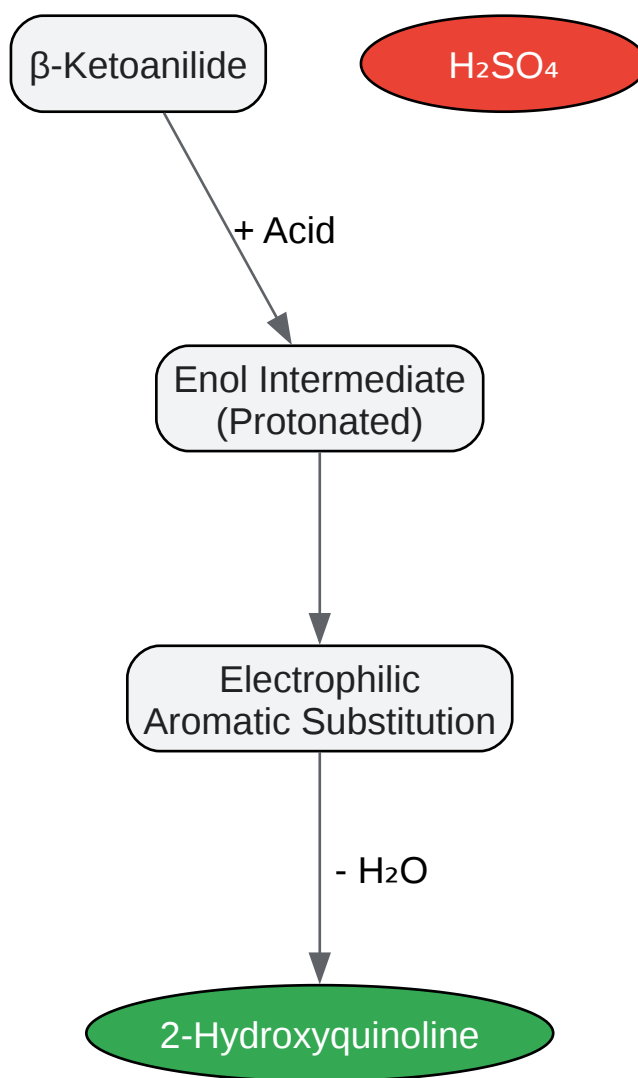 β-Ketoanilide
H₂SO₄
+ Acid
Enol Intermediate
(Protonated)
Electrophilic
Aromatic Substitution
- H₂O
2-Hydroxyquinoline